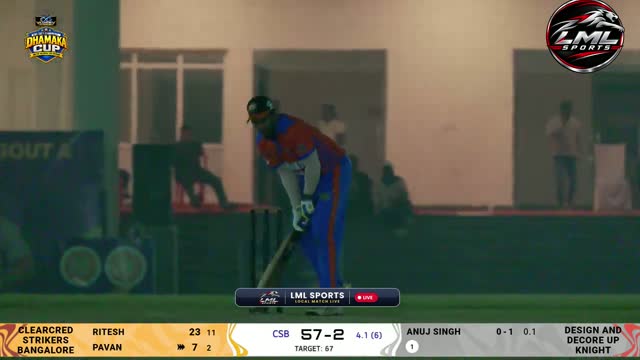 DHAMAKA
CUP
LML
SPORTS
GOUT A
LML SPORTS
LOCAL MATCH LIVE
LIVE
CLEARCRED
STRIKERS
BANGALORE
RITESH 23 11
PAVAN 7 2
CSB 57-2 4.1 (6)
TARGET: 67
ANUJ SINGH 0-1 0.1
1
DESIGN AND
DECORE UP
KNIGHT